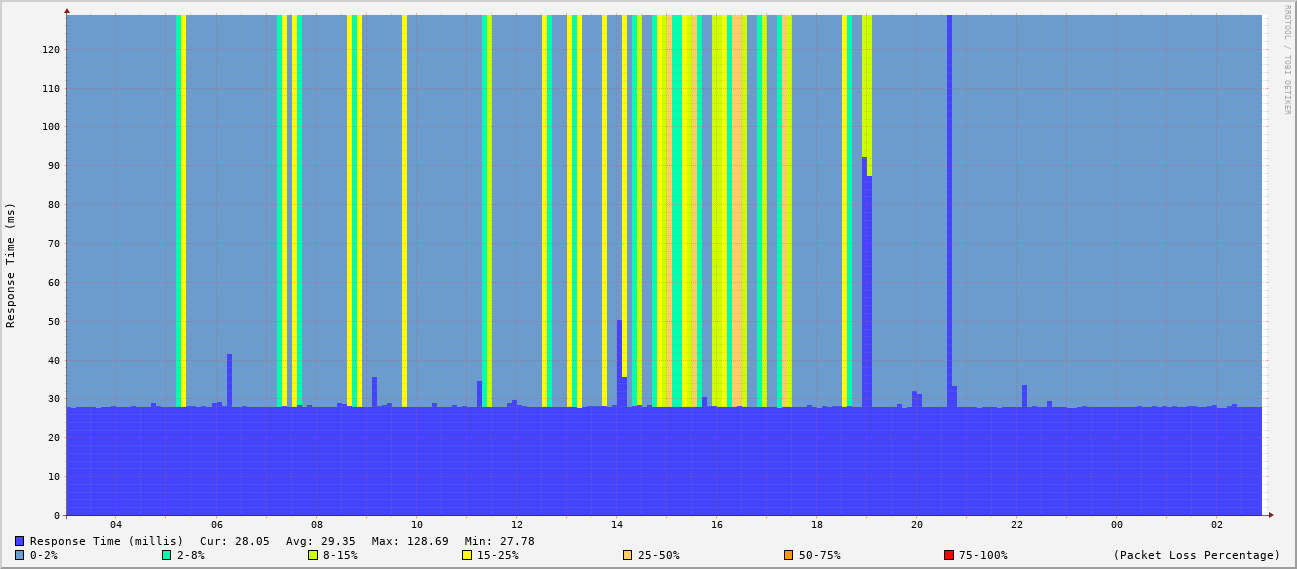 RRDTOOL / TOBI OETIKER
Response Time (ms)
120
110
100
90
80
70
60
50
40
30
20
10
0
04 06 08 10 12 14 16 18 20 22 00 02
Response Time (millis) Cur: 28.05 Avg: 29.35 Max: 128.69 Min: 27.78
0-2% 2-8% 8-15% 15-25% 25-50% 50-75% 75-100% (Packet Loss Percentage)